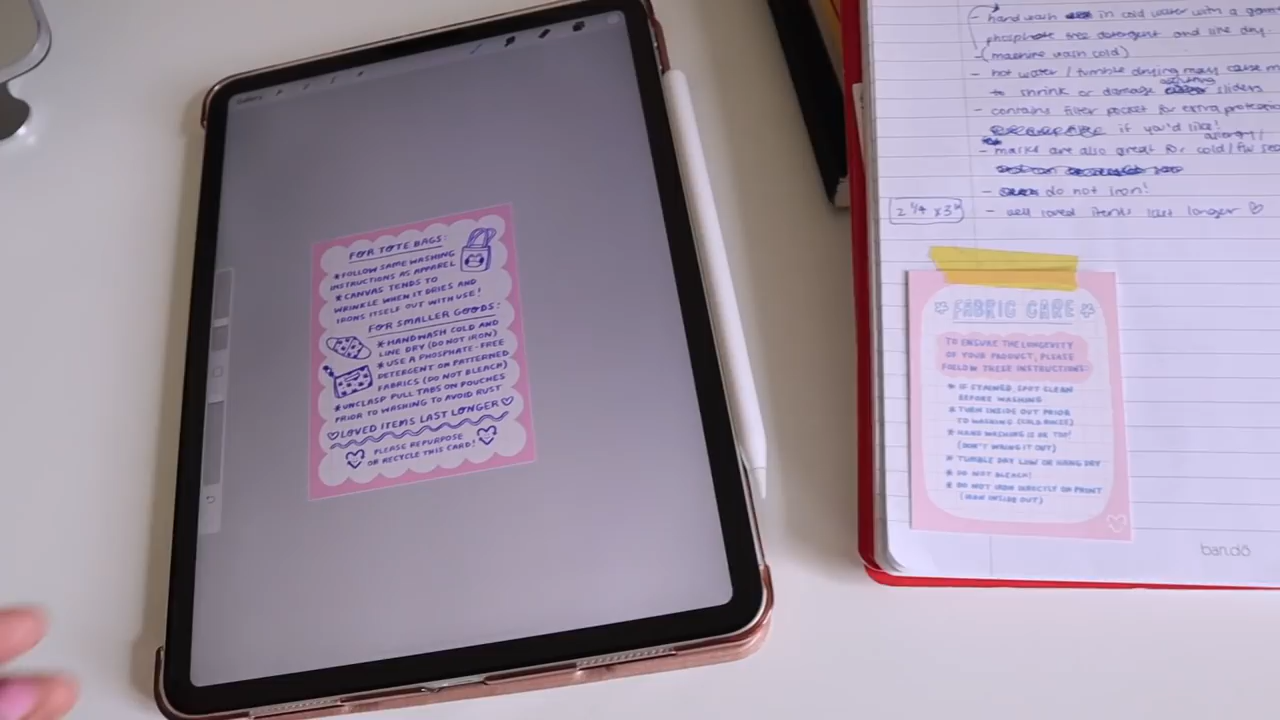 Gallery
FOR TOTE BAGS:
* FOLLOW SAME WASHING
INSTRUCTIONS AS APPAREL
* CANVAS TENDS TO
WRINKLE WHEN IT DRIES AND
IRONS ITSELF OUT WITH USE!
FOR SMALLER GOODS:
* HANDWASH COLD AND
LINE DRY (DO NOT IRON)
* USE A PHOSPHATE-FREE
DETERGENT ON PATTERNED
FABRICS (DO NOT BLEACH)
* UNCLASP PULL TABS ON POUCHES
PRIOR TO WASHING TO AVOID RUST
♡LOVED ITEMS LAST LONGER♡
PLEASE REPURPOSE
OR RECYCLE THIS CARD!
- hand wash in cold water with a
phosphate free detergent and line dry.
- (machine wash cold)
- hot water / tumble drying may cause
to shrink or damage sliders
- contains filter pocket for extra protection
if you'd like!
allergy/
- masks are also great for cold/flu
- do not iron!
2 1/4 x 3"
- well loved items last longer ♡
* FABRIC CARE *
TO ENSURE THE LONGEVITY
OF YOUR PRODUCT, PLEASE
FOLLOW THESE INSTRUCTIONS:
* IF STAINED, SPOT CLEAN
BEFORE WASHING
* TURN INSIDE OUT PRIOR
TO WASHING (COLD RINSE)
* HAND WASHING IS OK TOO!
(DON'T WRING IT OUT)
* TUMBLE DRY LOW OR HANG DRY
* DO NOT BLEACH!
* DO NOT IRON DIRECTLY ON PRINT
(IRON INSIDE OUT)
ban.dō